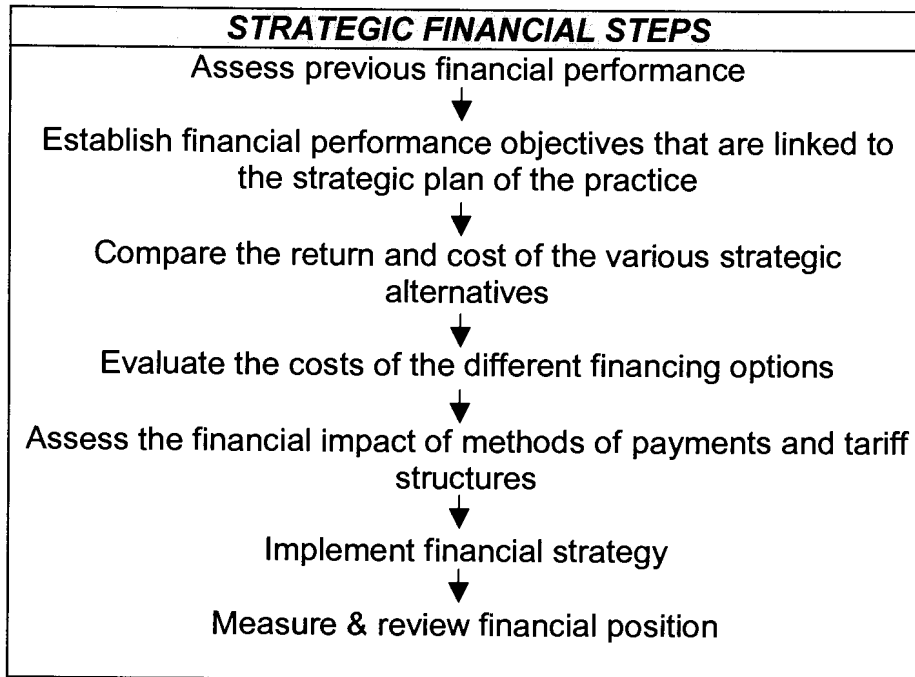 STRATEGIC FINANCIAL STEPS
Assess previous financial performance
Establish financial performance objectives that are linked to
the strategic plan of the practice
Compare the return and cost of the various strategic
alternatives
Evaluate the costs of the different financing options
Assess the financial impact of methods of payments and tariff
structures
Implement financial strategy
Measure & review financial position